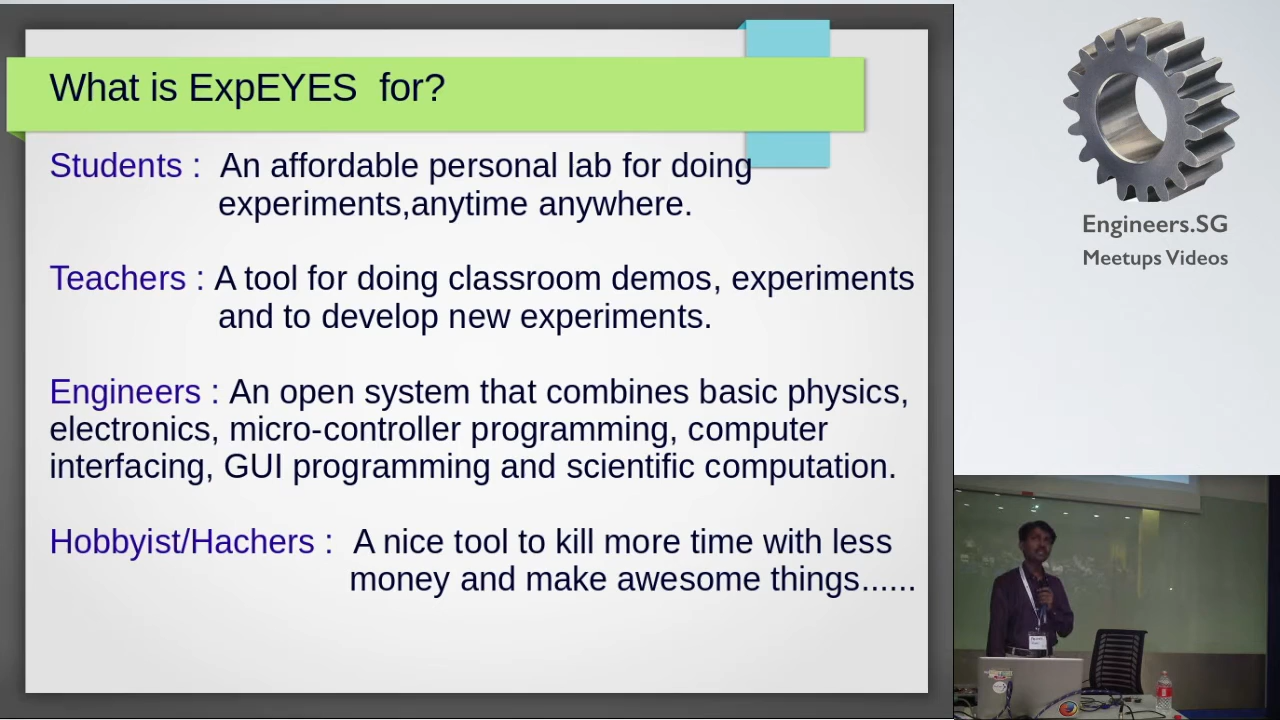 What is ExpEYES  for?
Students :  An affordable personal lab for doing
experiments,anytime anywhere.
Teachers : A tool for doing classroom demos, experiments
and to develop new experiments.
Engineers : An open system that combines basic physics,
electronics, micro-controller programming, computer
interfacing, GUI programming and scientific computation.
Hobbyist/Hachers :  A nice tool to kill more time with less
money and make awesome things......
Engineers.SG
Meetups Videos